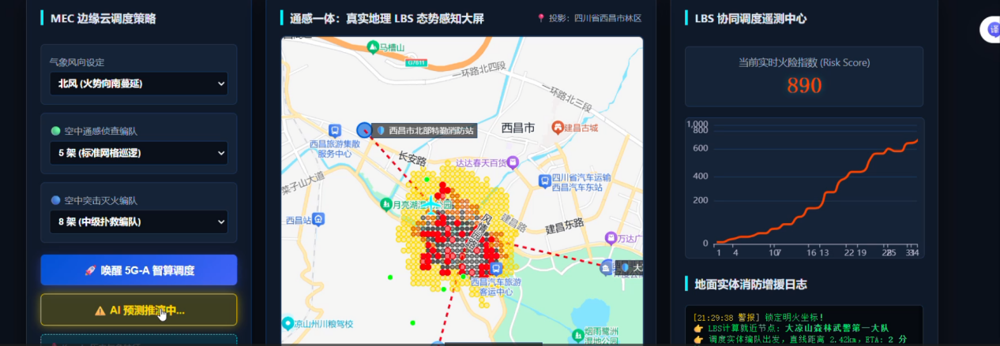 MEC 边缘云调度策略
气象风向设定
北风 (火势向南蔓延)
空中通感侦查编队
5 架 (标准网格巡逻)
空中突击灭火编队
8 架 (中级扑救编队)
🚀 唤醒 5G-A 智算调度
⚠ AI 预测推演中...
通感一体：真实地理 LBS 态势感知大屏
📍 投影：四川省西昌市林区
马槽山
G7611
一环路北四段
一环路北三段
西昌市北部特勤消防站
西昌市
建昌古城
西昌旅游集散
服务中心
长安路
达达春天百货
四川省汽车运输
西昌汽车东站
菜子山大道
月亮湖湿地公园
西昌站
建昌路
建昌东路
万达广
大
西昌汽车旅游
客运中心
凉山州川粮驾校
烟雨鹭洲
湿地公园
LBS 协同调度遥测中心
当前实时火险指数 (Risk Score)
890
1,000
800
600
400
200
0
1 4 10 16 13 22 19 34
地面实体消防增援日志
[21:29:38 警报] 锁定明火坐标！
👉 LBS计算就近节点：大凉山森林武警第一大队
👉 调度实体编队出发，直线距离 2.42km，ETA: 2 分
译